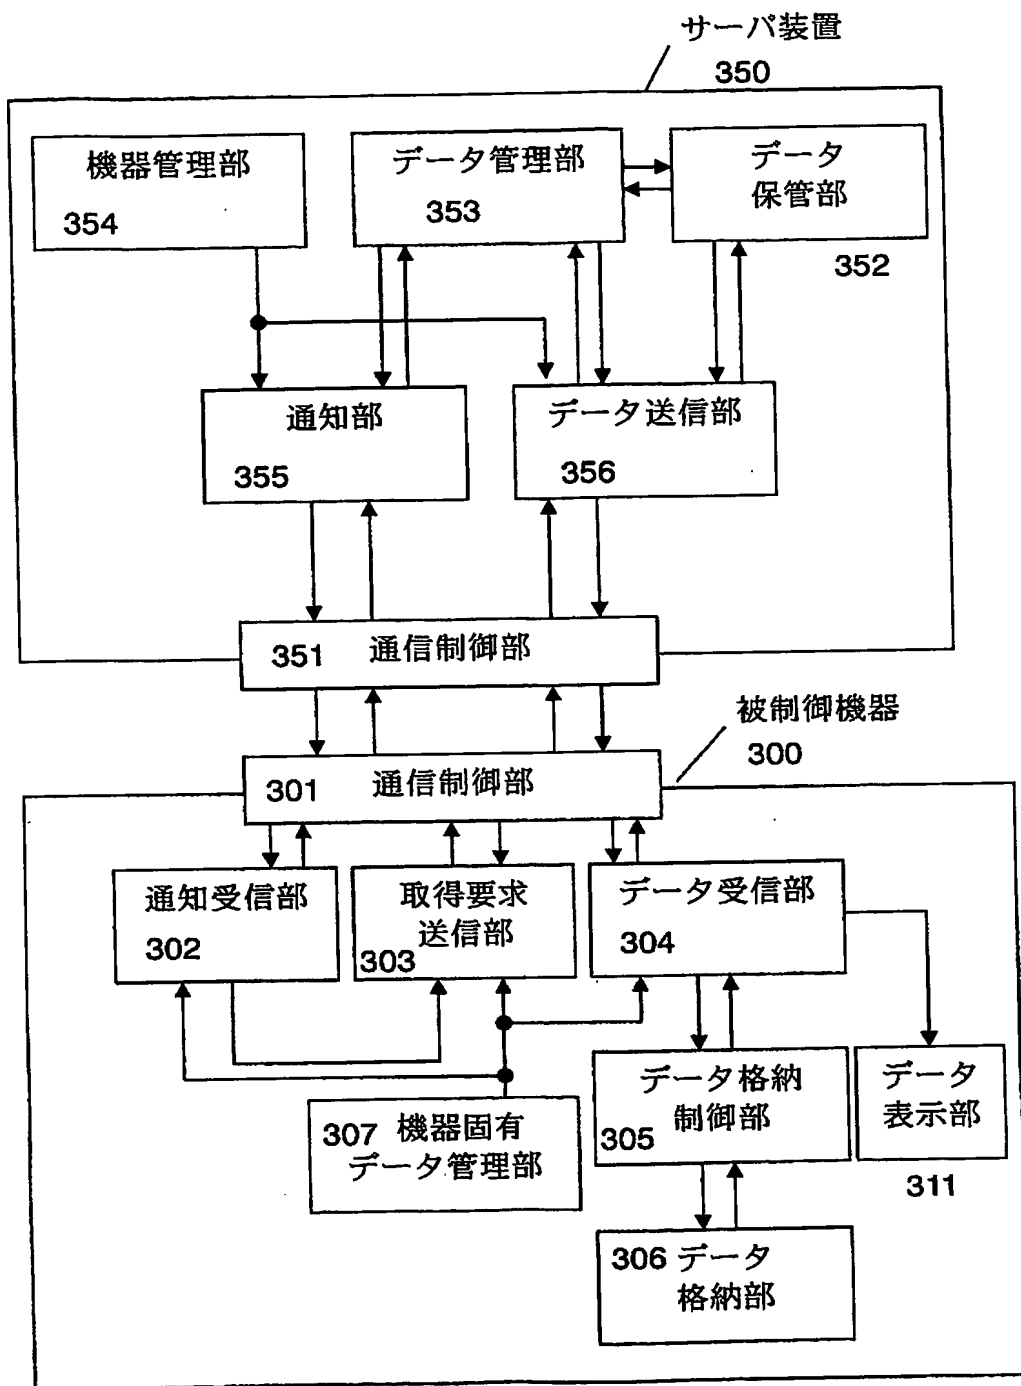 サーバ装置
350
機器管理部
354
データ管理部
353
データ
保管部
352
通知部
355
データ送信部
356
351 通信制御部
被制御機器
300
301 通信制御部
通知受信部
302
取得要求
送信部
303
データ受信部
304
データ格納
制御部
305
データ
表示部
311
307 機器固有
データ管理部
306 データ
格納部